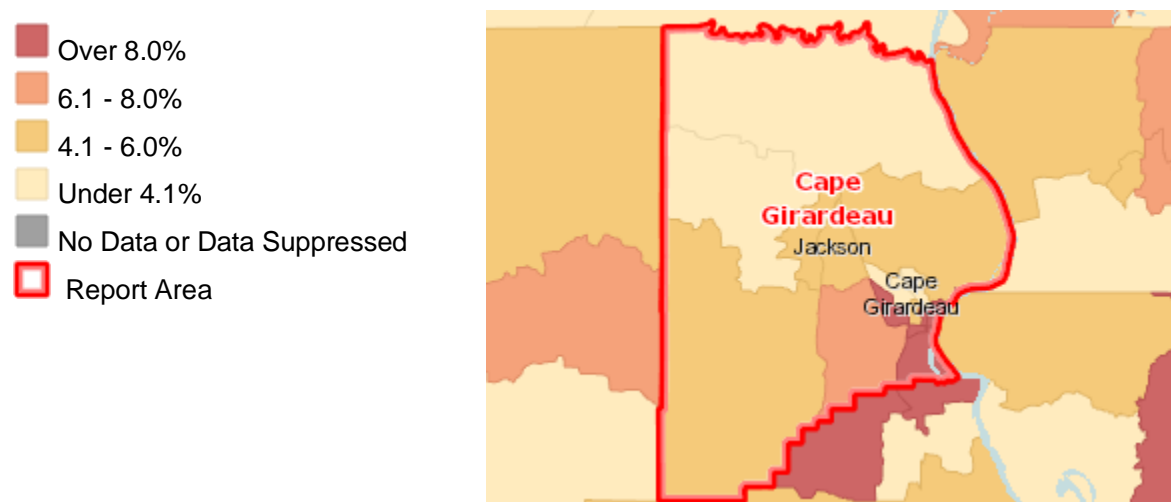 Over 8.0%
6.1 - 8.0%
4.1 - 6.0%
Under 4.1%
No Data or Data Suppressed
Report Area
Cape
Girardeau
Jackson
Cape
Girardeau